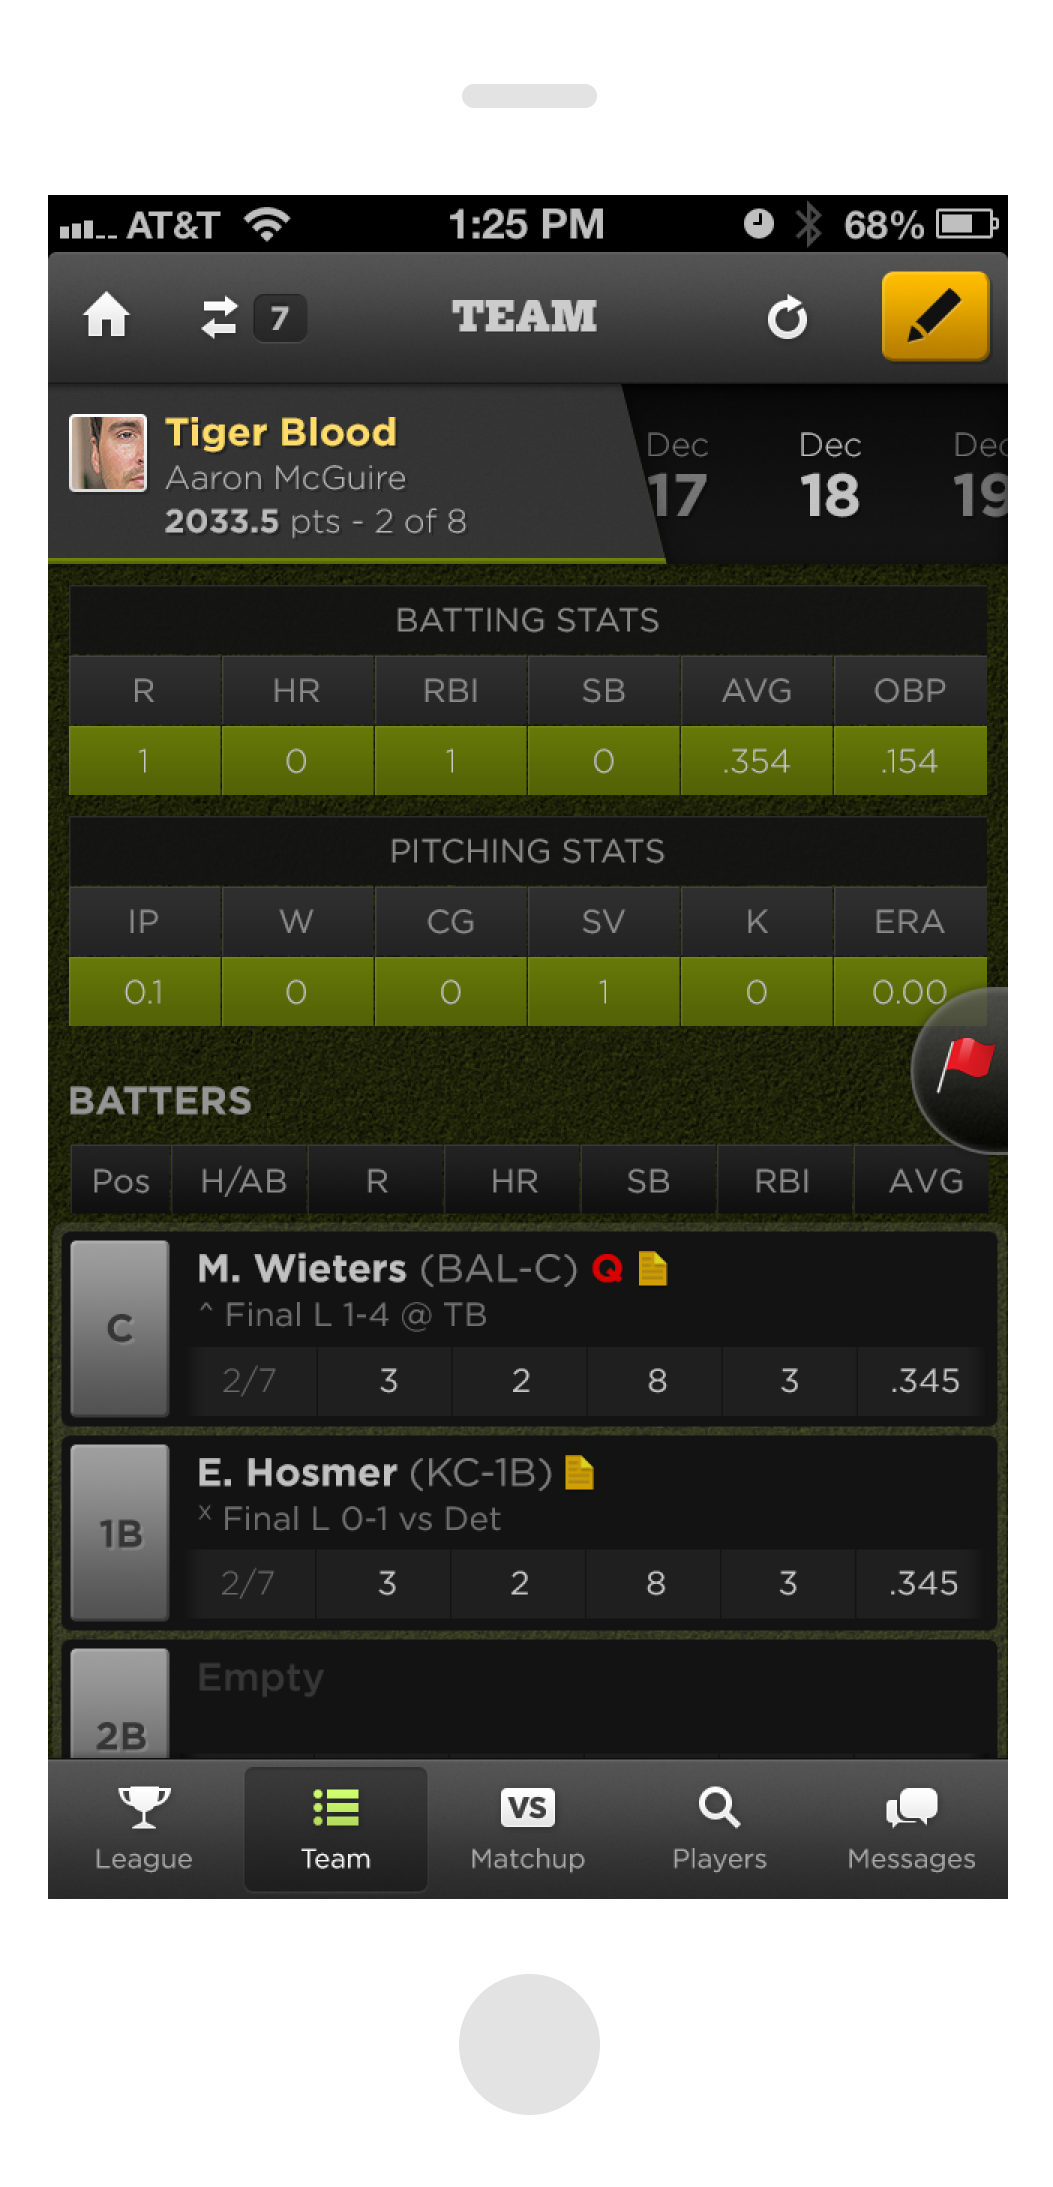 AT&T 1:25 PM 68%
7 TEAM
Tiger Blood
Aaron McGuire
2033.5 pts - 2 of 8
Dec Dec Dec
17 18 19
BATTING STATS
R HR RBI SB AVG OBP
1 0 1 0 .354 .154
PITCHING STATS
IP W CG SV K ERA
0.1 0 0 1 0 0.00
BATTERS
Pos H/AB R HR SB RBI AVG
C
M. Wieters (BAL-C) Q
^ Final L 1-4 @ TB
2/7 3 2 8 3 .345
1B
E. Hosmer (KC-1B)
x Final L 0-1 vs Det
2/7 3 2 8 3 .345
2B
Empty
VS
League Team Matchup Players Messages